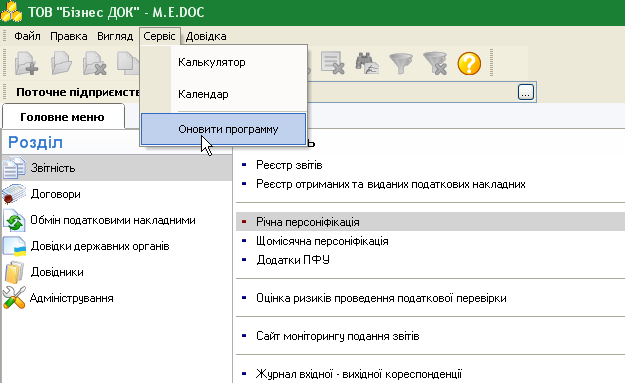 ТОВ "Бізнес ДОК" - M.E.DOC
Файл Правка Вигляд Сервіс Довідка
Калькулятор
Календар
Оновити программу
Поточне підприємств
...
Головне меню
Розділ
Звітність
Договори
Обмін податковими накладними
Довідки державних органів
Довідники
Адміністрування
ь
Реєстр звітів
Реєстр отриманих та виданих податкових накладних
Річна персоніфікація
Щомісячна персоніфікація
Додатки ПФУ
Оцінка ризиків проведення податкової перевірки
Сайт моніторингу подання звітів
Журнал вхідної - вихідної кореспонденції